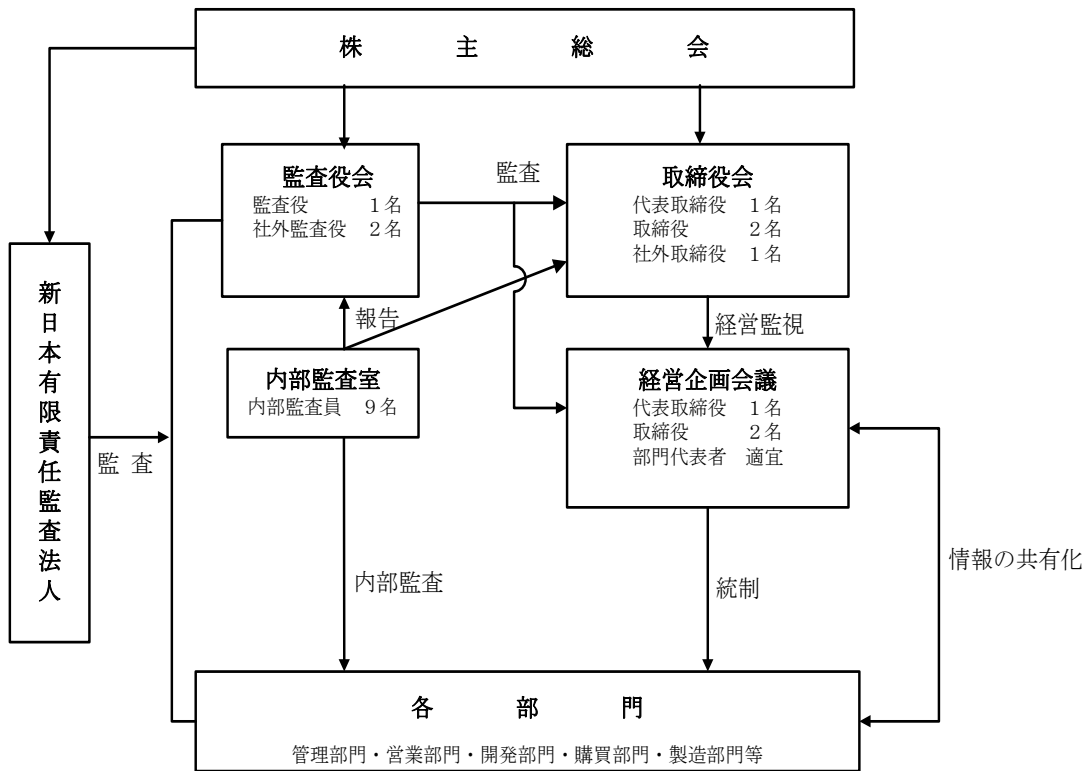 株主総会
監査役会
監査役 1名
社外監査役 2名
監査
取締役会
代表取締役 1名
取締役 2名
社外取締役 1名
新日本有限責任監査法人
監査
報告
経営監視
内部監査室
内部監査員 9名
経営企画会議
代表取締役 1名
取締役 2名
部門代表者 適宜
内部監査
統制
情報の共有化
各部門
管理部門・営業部門・開発部門・購買部門・製造部門等